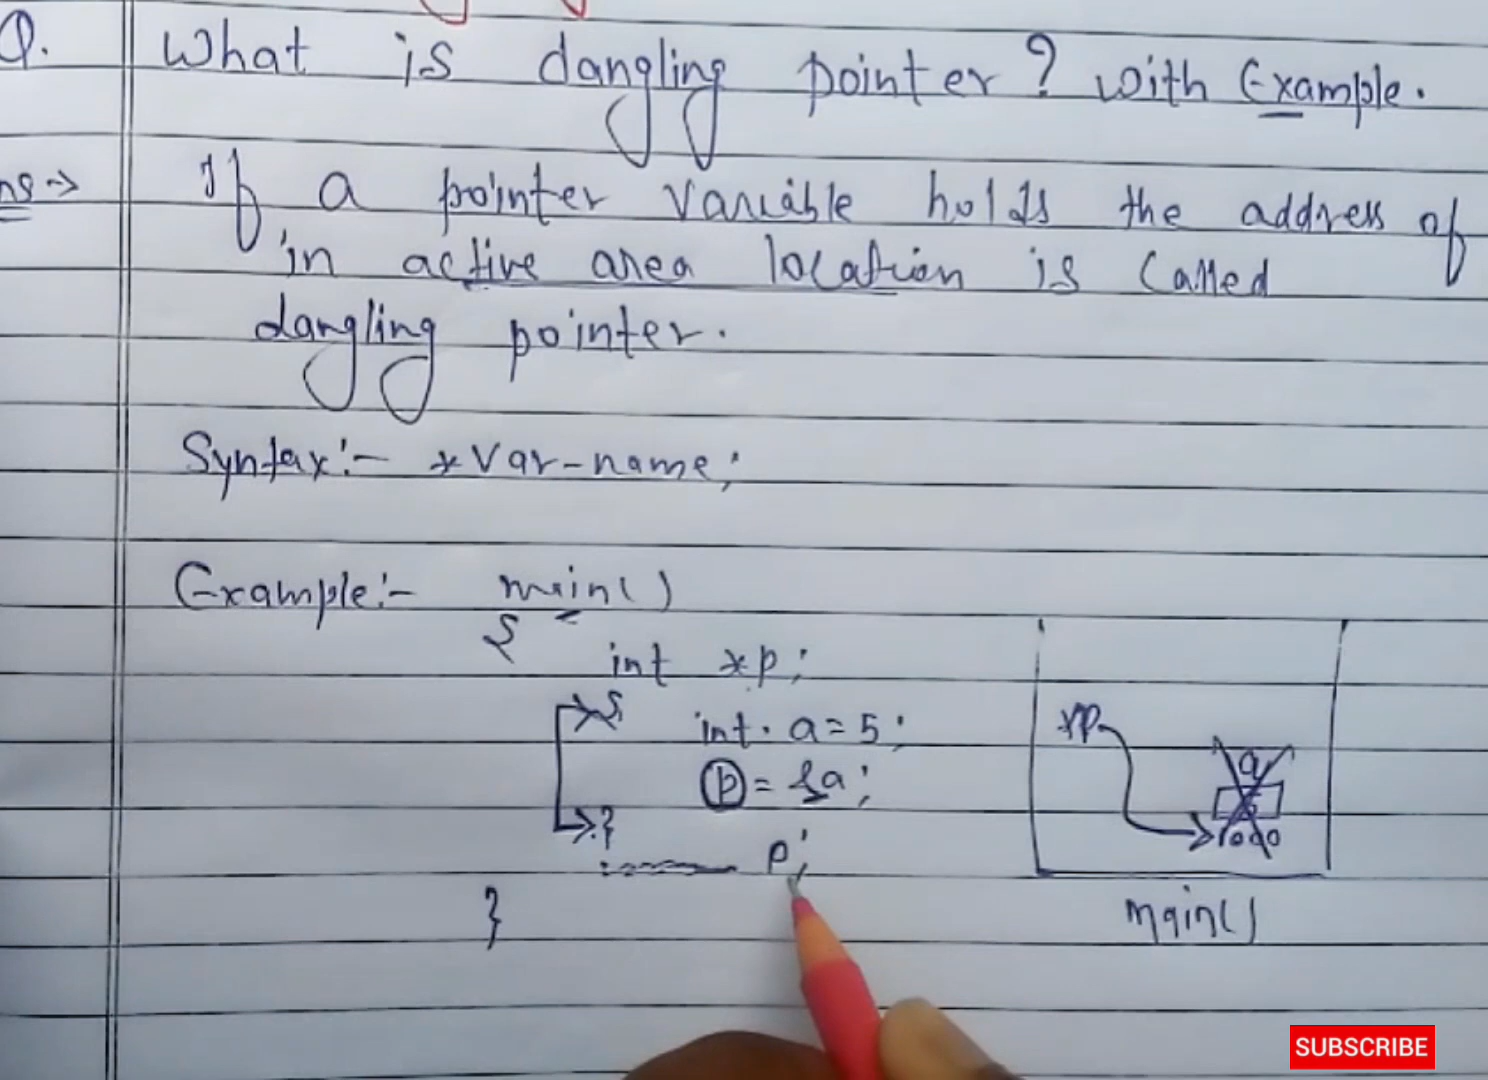 Q. What is dangling pointer? with Example.
ns→ If a pointer variable holds the address of
in active area location is called
dangling pointer.
Syntax:- *var-name;
Example:- main()
{
int *p;
{
int a=5;
p = &a;
}
p;
}
*p
a
main()
SUBSCRIBE